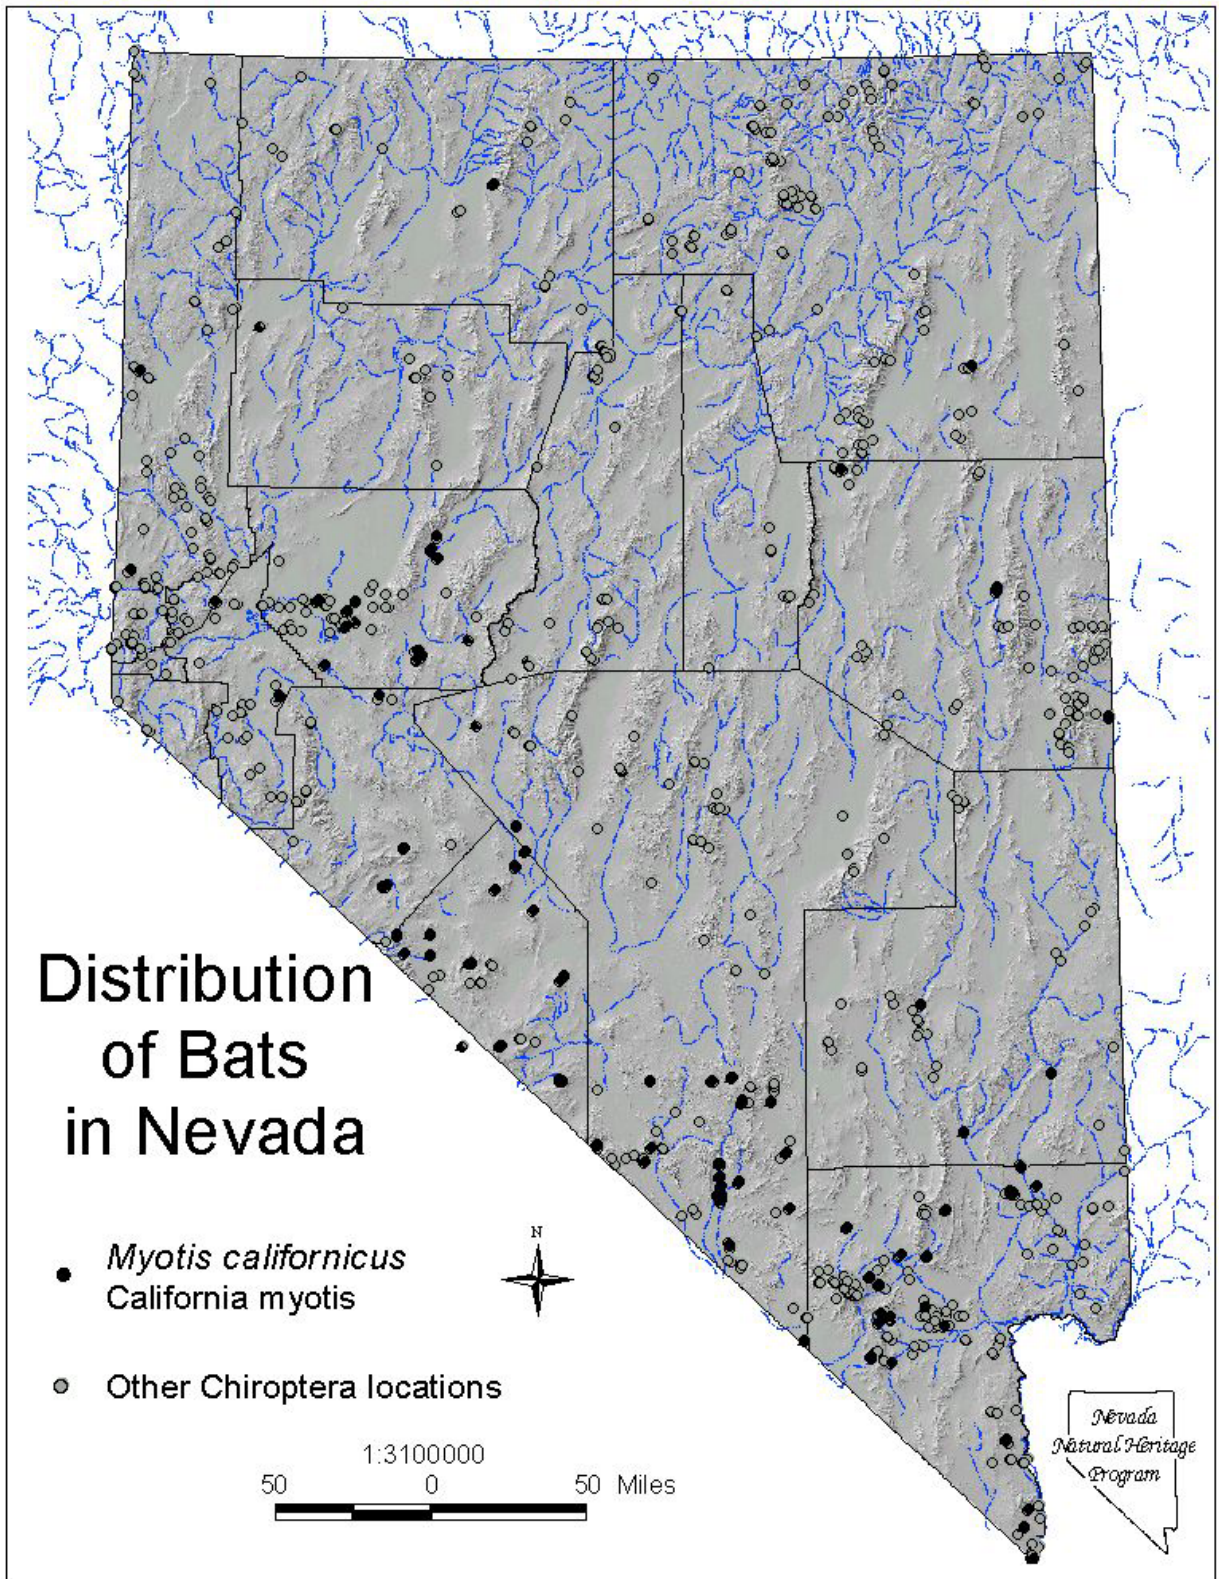 Distribution
of Bats
in Nevada
Myotis californicus
California myotis
Other Chiroptera locations
N
1:3100000
50 0 50 Miles
Nevada
Natural Heritage
Program